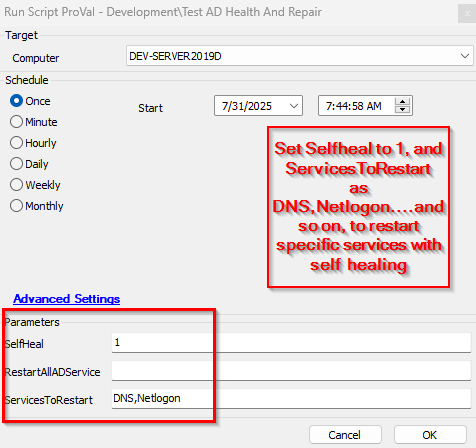 Run Script ProVal - Development\Test AD Health And Repair
Target
Computer
DEV-SERVER2019D
Schedule
Once
Minute
Hourly
Daily
Weekly
Monthly
Start
7/31/2025
7:44:58 AM
Set Selfheal to 1, and
ServicesToRestart
as
DNS,Netlogon....and
so on, to restart
specific services with
self healing
Advanced Settings
Parameters
SelfHeal
1
RestartAllADService
ServicesToRestart
DNS,Netlogon
Cancel
OK